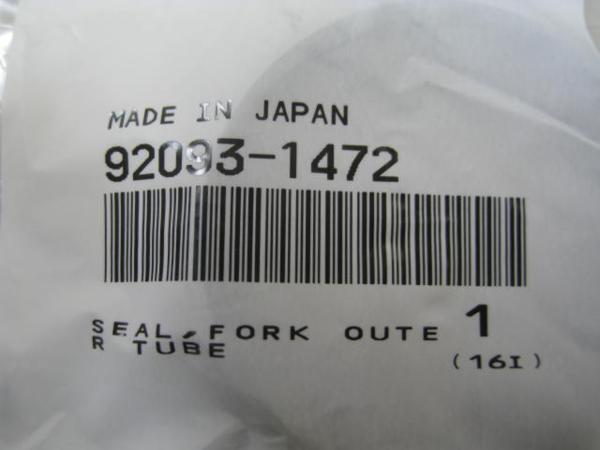 MADE IN JAPAN
92093-1472
SEAL,FORK OUTE 1
R TUBE
(16I)